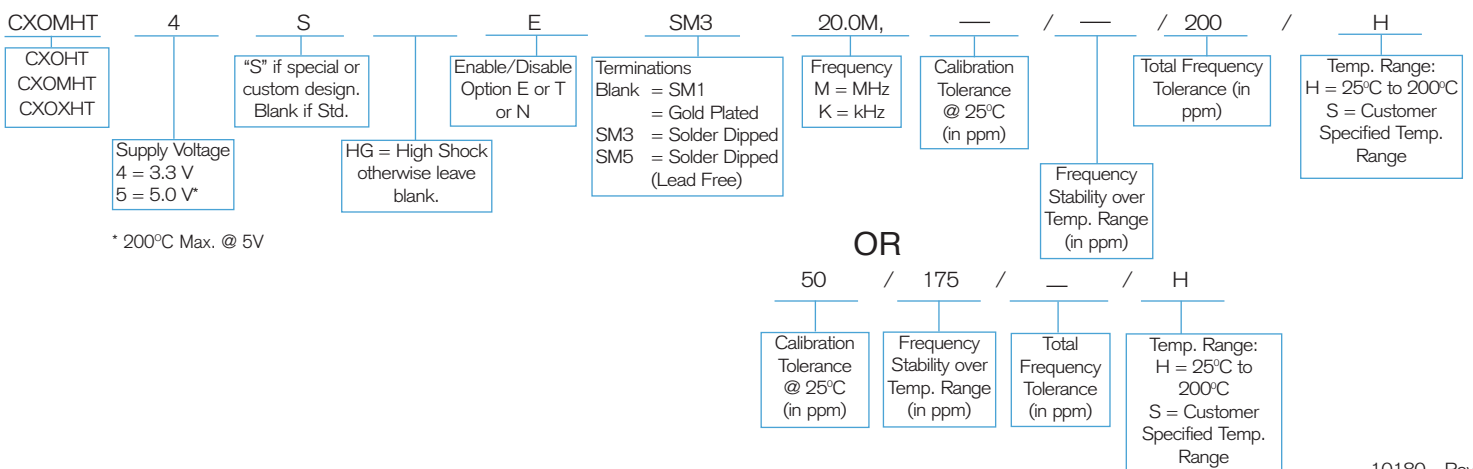 CXOMHT 4 S E SM3 20.0M, — / — / 200 / H
CXOHT
CXOMHT
CXOXHT
Supply Voltage
4 = 3.3 V
5 = 5.0 V*
“S” if special or
custom design.
Blank if Std.
HG = High Shock
otherwise leave
blank.
Enable/Disable
Option E or T
or N
Terminations
Blank = SM1
= Gold Plated
SM3 = Solder Dipped
SM5 = Solder Dipped
(Lead Free)
Frequency
M = MHz
K = kHz
Calibration
Tolerance
@ 25°C
(in ppm)
Frequency
Stability over
Temp. Range
(in ppm)
Total Frequency
Tolerance (in
ppm)
Temp. Range:
H = 25°C to 200°C
S = Customer
Specified Temp.
Range
* 200°C Max. @ 5V
OR
50 / 175 / — / H
Calibration
Tolerance
@ 25°C
(in ppm)
Frequency
Stability over
Temp. Range
(in ppm)
Total
Frequency
Tolerance
(in ppm)
Temp. Range:
H = 25°C to
200°C
S = Customer
Specified Temp.
Range